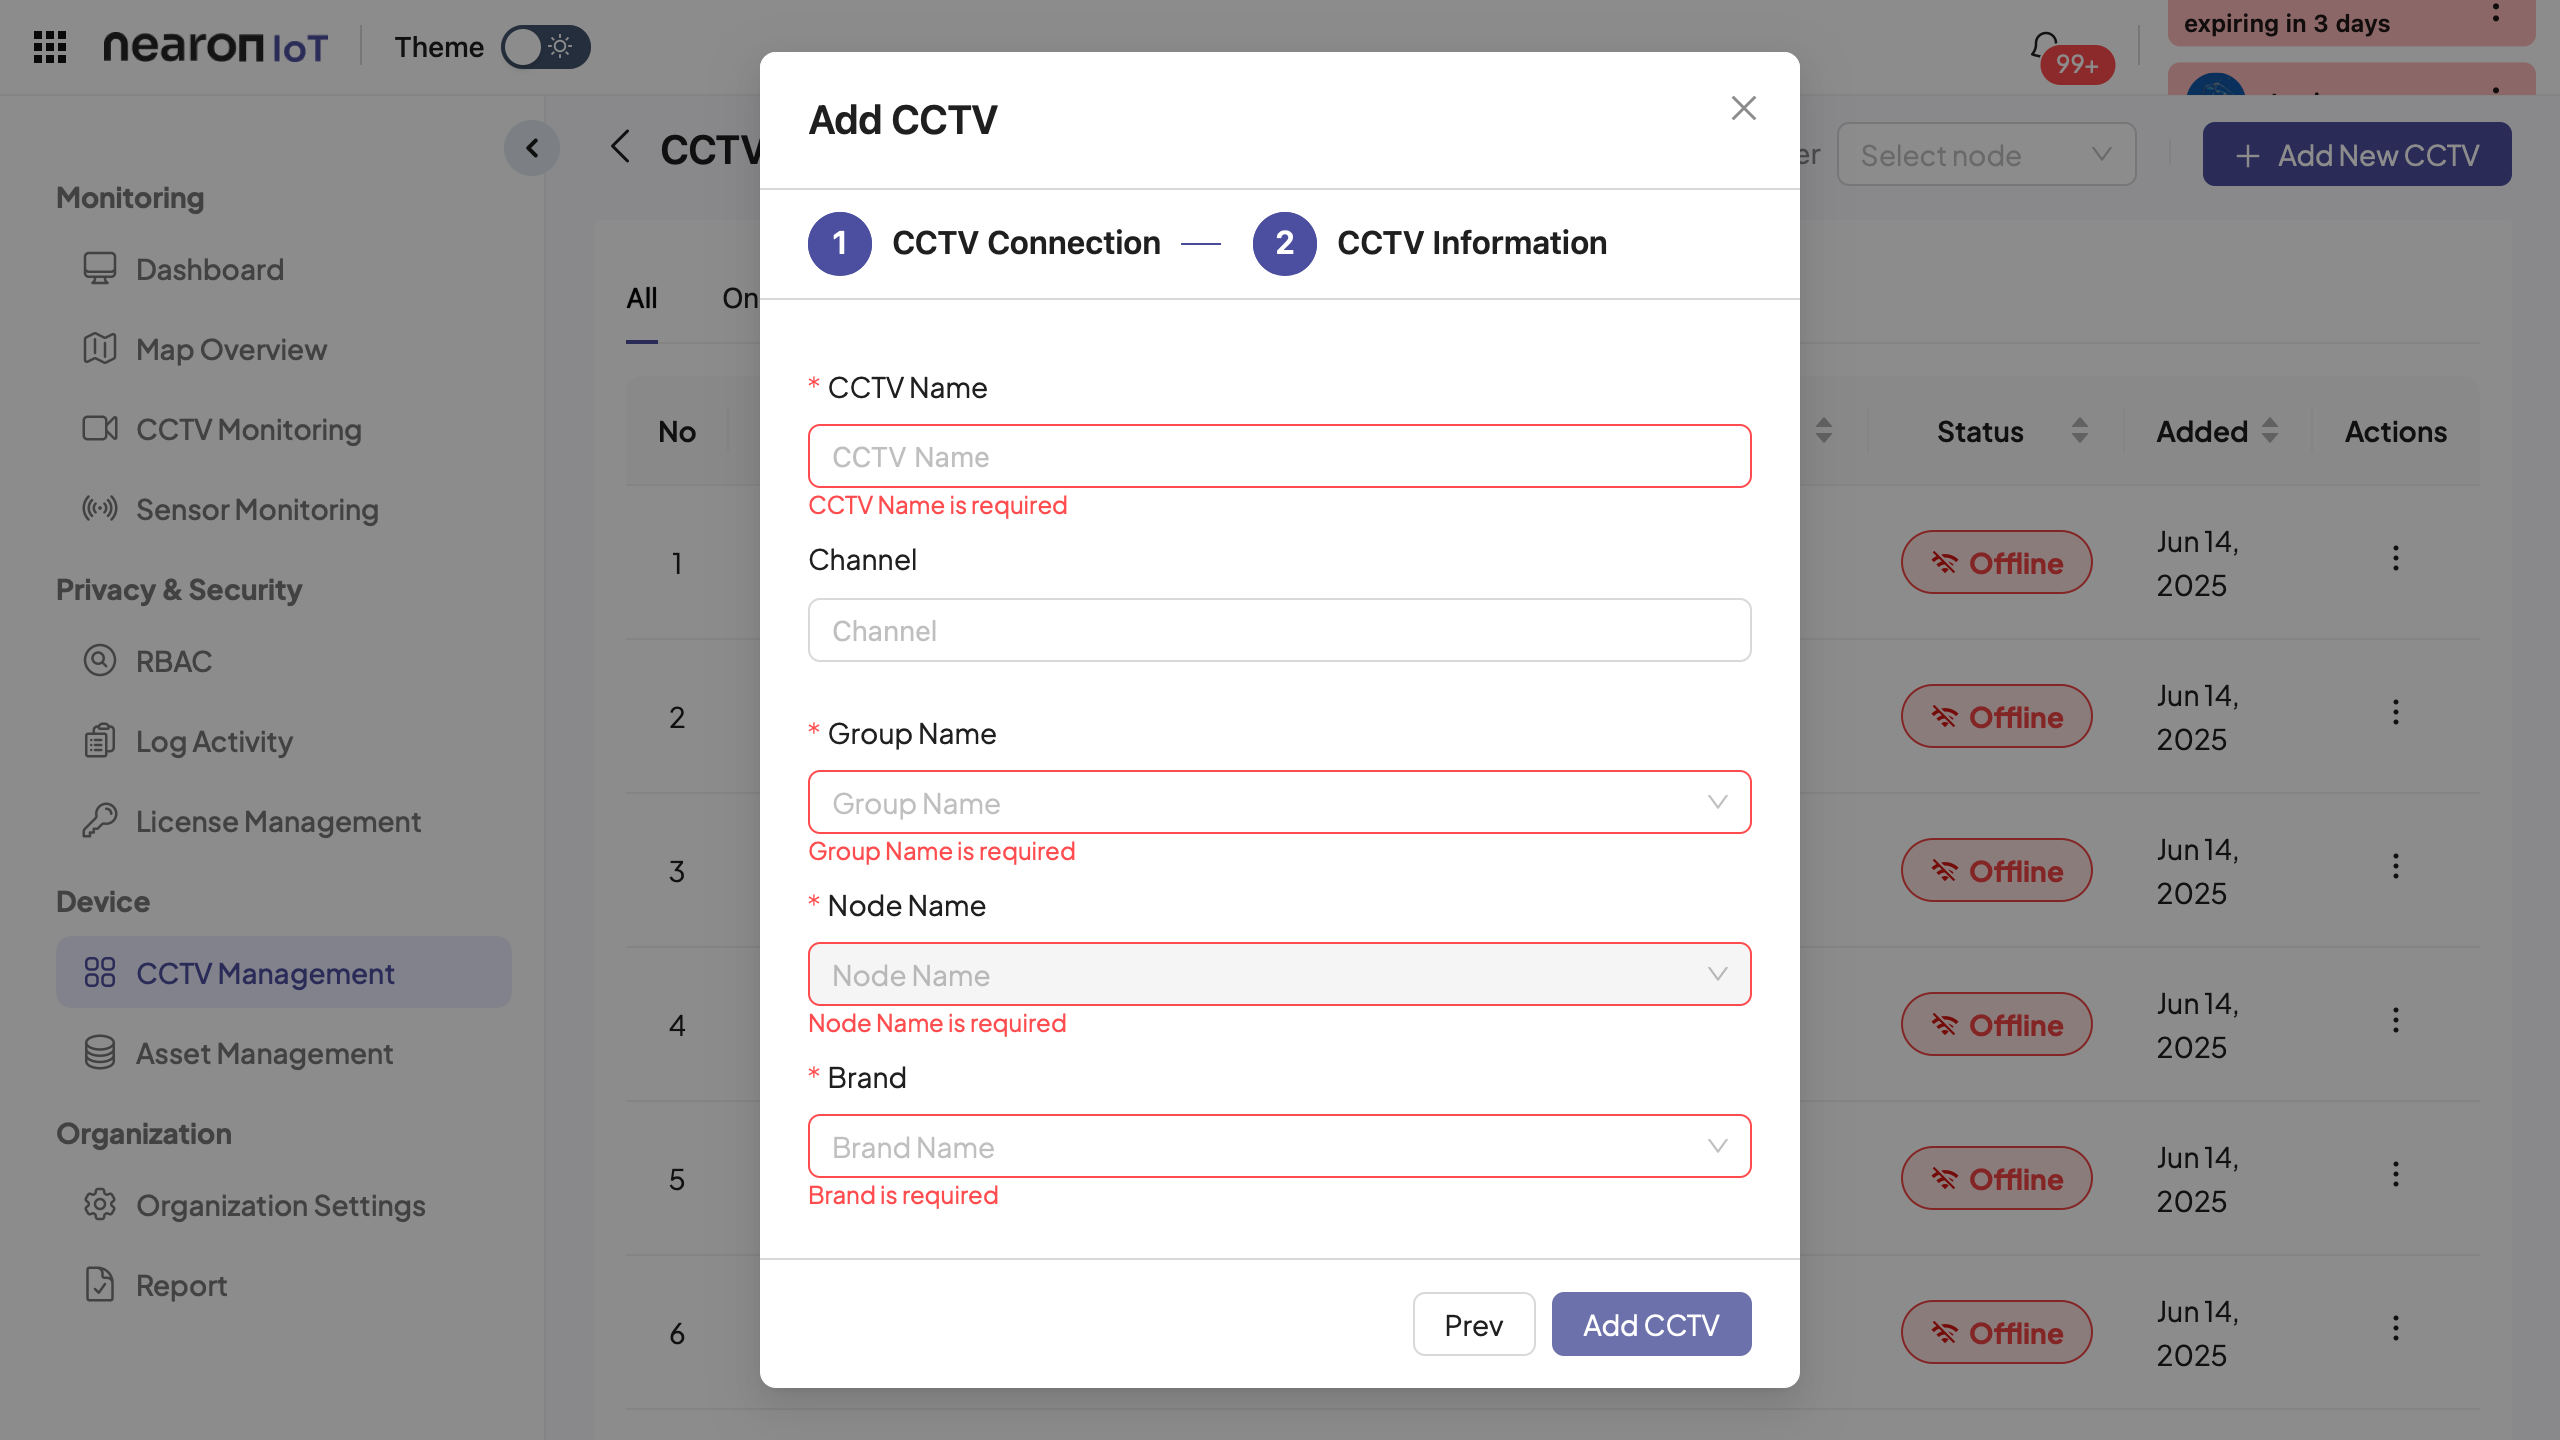 nearon IoT
Theme
99+
expiring in 3 days
Monitoring
Dashboard
Map Overview
CCTV Monitoring
Sensor Monitoring
Privacy & Security
RBAC
Log Activity
License Management
Device
CCTV Management
Asset Management
Organization
Organization Settings
Report
CCTV
Select node
+ Add New CCTV
All
On
No
Status
Added
Actions
1
Offline
Jun 14,
2025
2
Offline
Jun 14,
2025
3
Offline
Jun 14,
2025
4
Offline
Jun 14,
2025
5
Offline
Jun 14,
2025
6
Offline
Jun 14,
2025
Add CCTV
1 CCTV Connection
2 CCTV Information
* CCTV Name
CCTV Name
CCTV Name is required
Channel
Channel
* Group Name
Group Name
Group Name is required
* Node Name
Node Name
Node Name is required
* Brand
Brand Name
Brand is required
Prev
Add CCTV